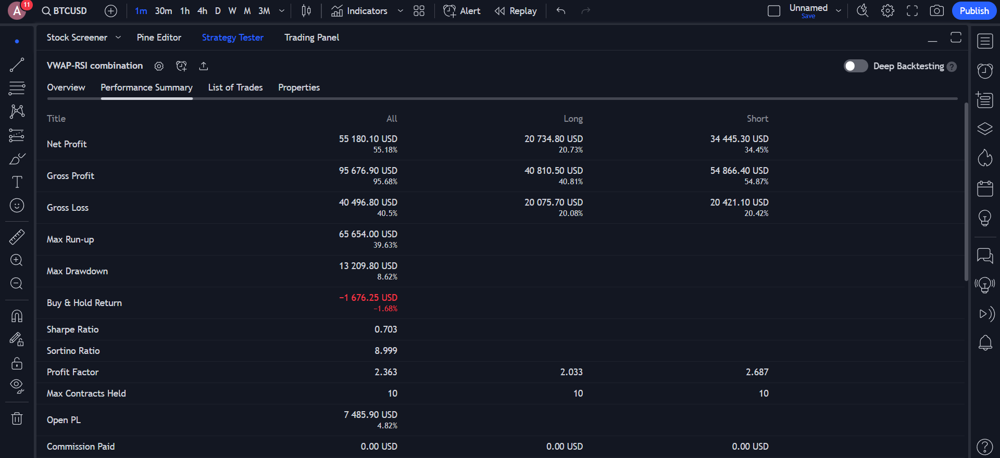 A 11 BTCUSD 1m 30m 1h 4h D W M 3M Indicators Alert Replay Unnamed Save Publish
Stock Screener Pine Editor Strategy Tester Trading Panel
VWAP-RSI combination Deep Backtesting ?
Overview Performance Summary List of Trades Properties
Title All Long Short
Net Profit 55 180.10 USD 20 734.80 USD 34 445.30 USD
55.18% 20.73% 34.45%
Gross Profit 95 676.90 USD 40 810.50 USD 54 866.40 USD
95.68% 40.81% 54.87%
Gross Loss 40 496.80 USD 20 075.70 USD 20 421.10 USD
40.5% 20.08% 20.42%
Max Run-up 65 654.00 USD
39.63%
Max Drawdown 13 209.80 USD
8.62%
Buy & Hold Return −1 676.25 USD
−1.68%
Sharpe Ratio 0.703
Sortino Ratio 8.999
Profit Factor 2.363 2.033 2.687
Max Contracts Held 10 10 10
Open PL 7 485.90 USD
4.82%
Commission Paid 0.00 USD 0.00 USD 0.00 USD